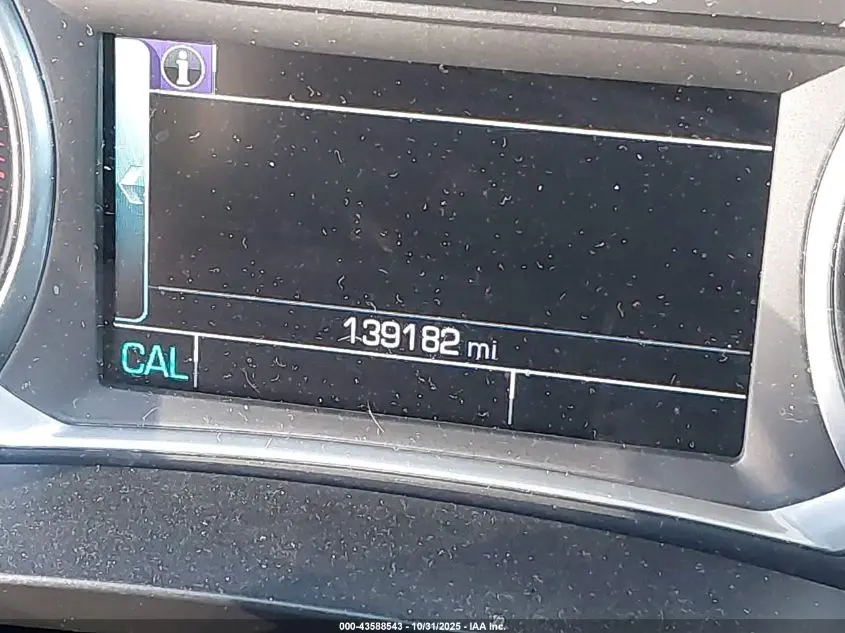 i
139182 mi
CAL
000-43588543 - 10/31/2025 - IAA Inc.